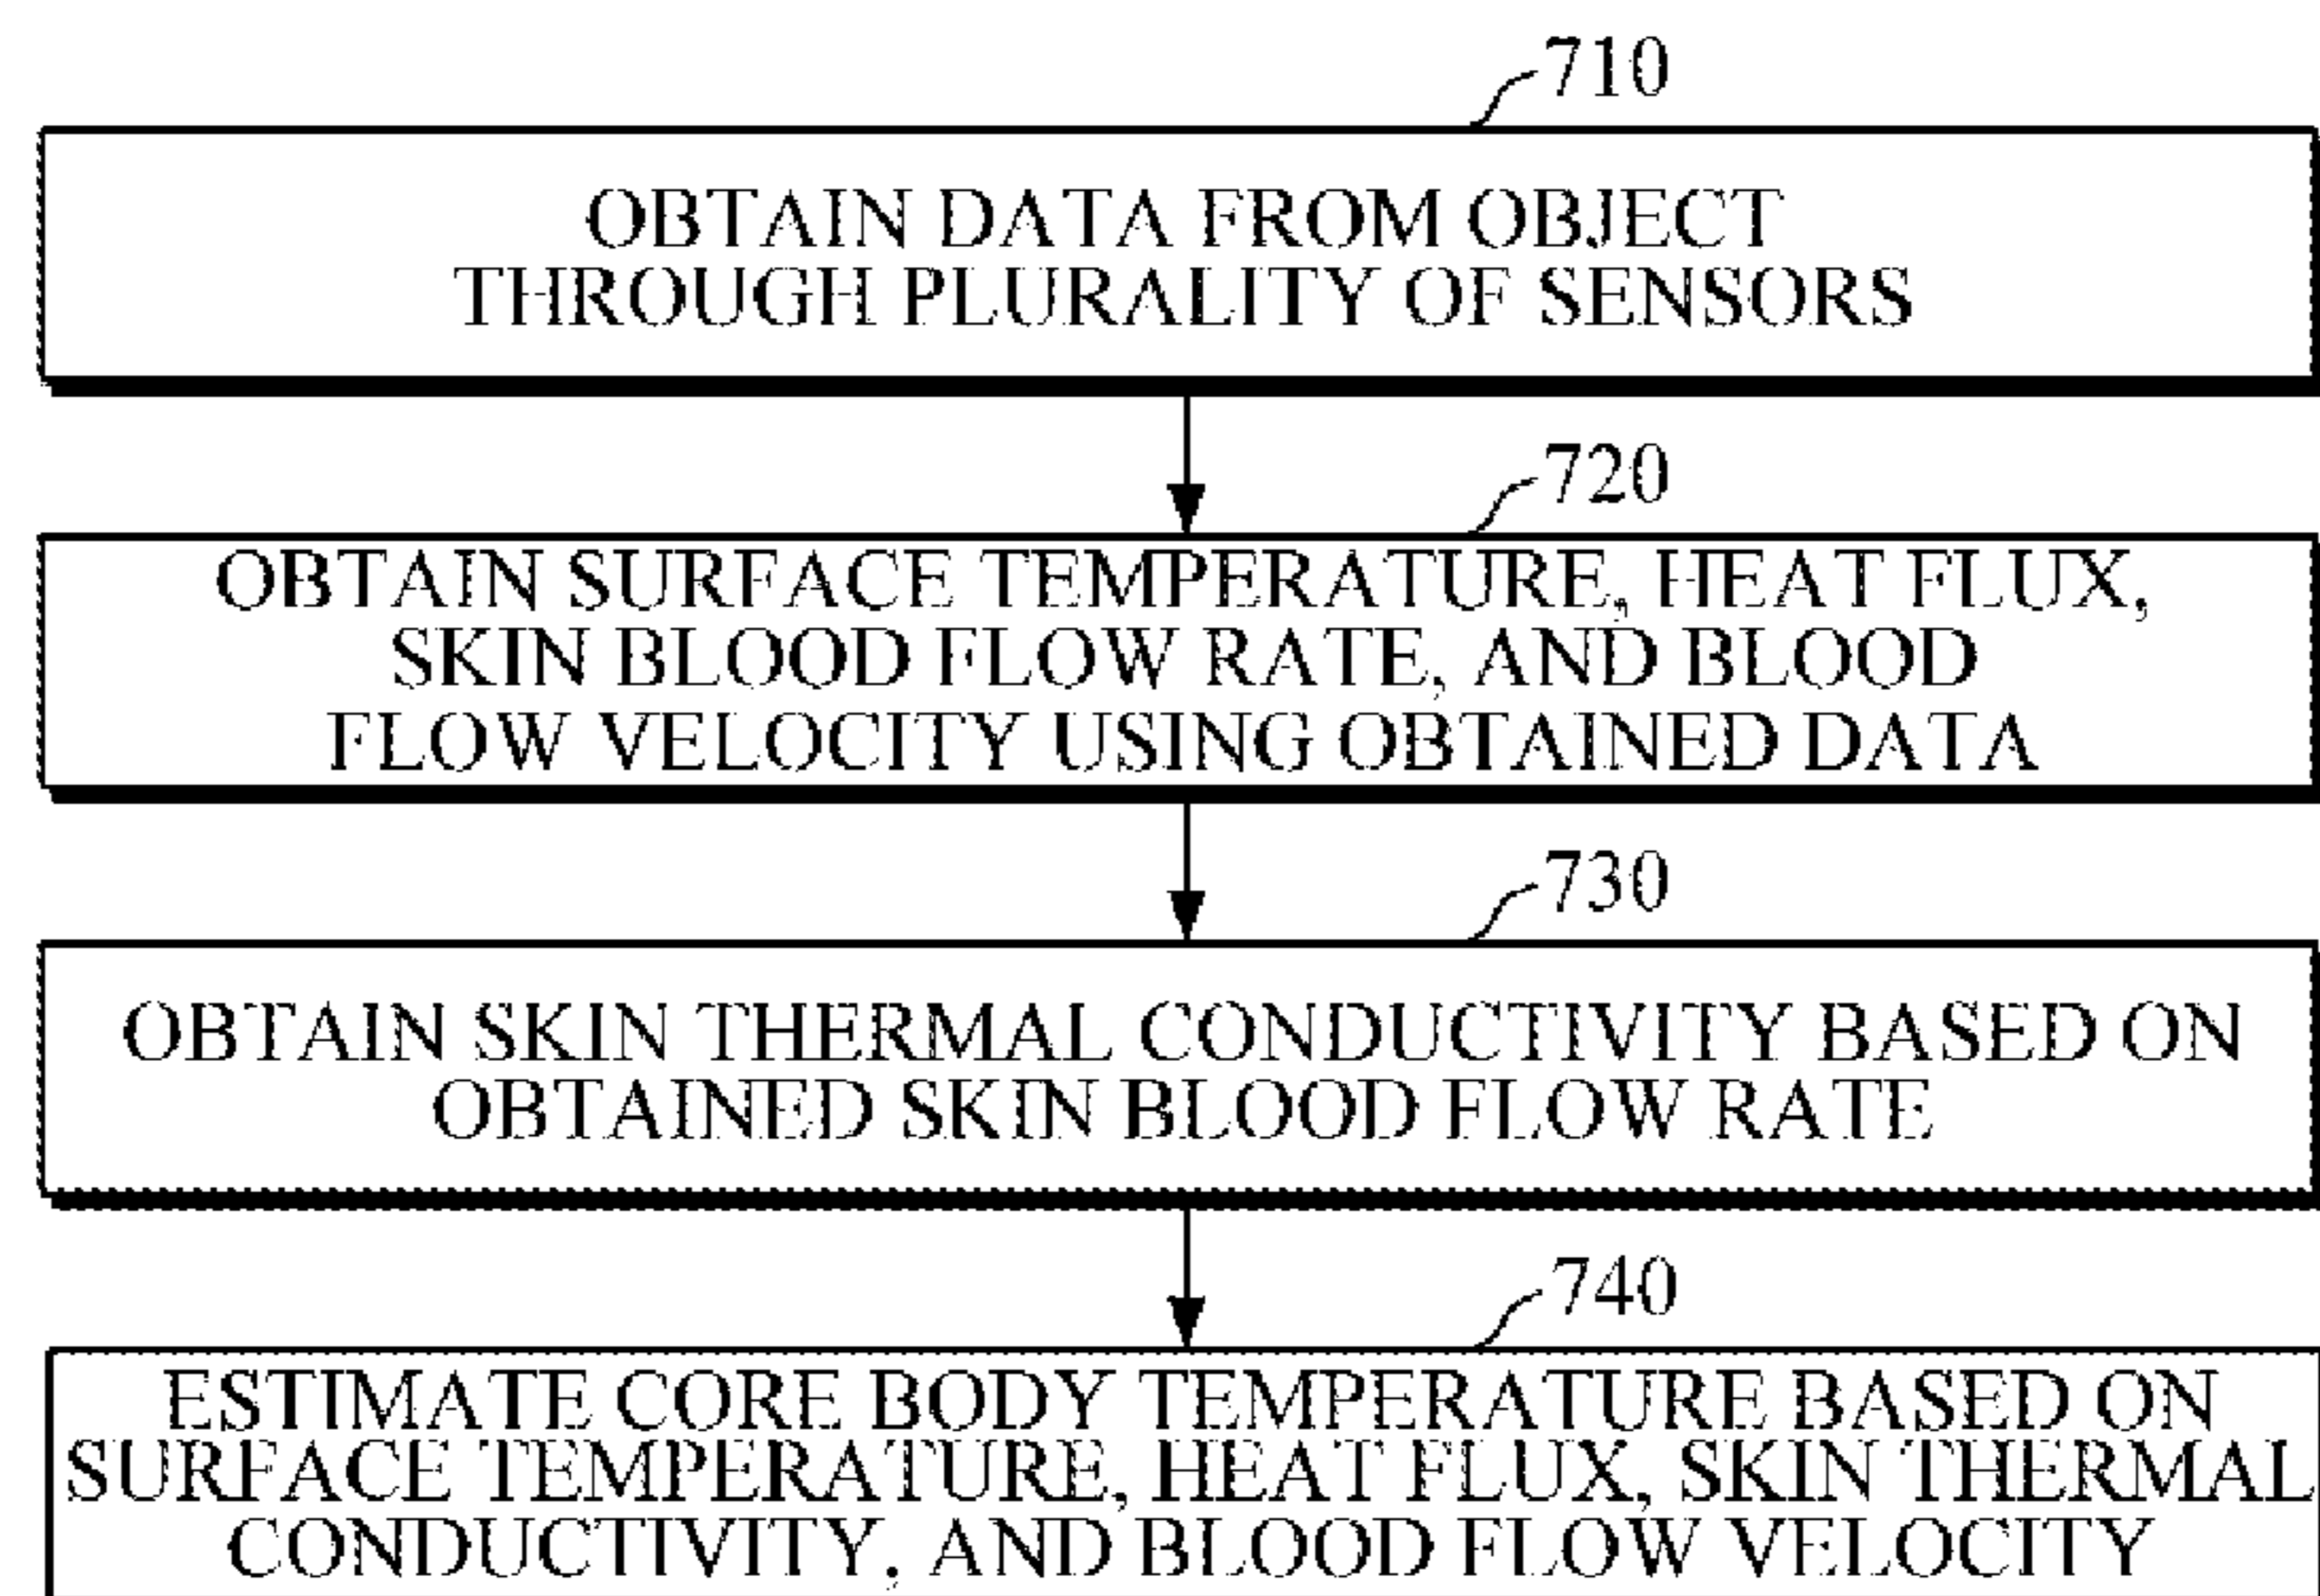 710
OBTAIN DATA FROM OBJECT
THROUGH PLURALITY OF SENSORS
720
OBTAIN SURFACE TEMPERATURE, HEAT FLUX,
SKIN BLOOD FLOW RATE, AND BLOOD
FLOW VELOCITY USING OBTAINED DATA
730
OBTAIN SKIN THERMAL CONDUCTIVITY BASED ON
OBTAINED SKIN BLOOD FLOW RATE
740
ESTIMATE CORE BODY TEMPERATURE BASED ON
SURFACE TEMPERATURE, HEAT FLUX, SKIN THERMAL
CONDUCTIVITY, AND BLOOD FLOW VELOCITY